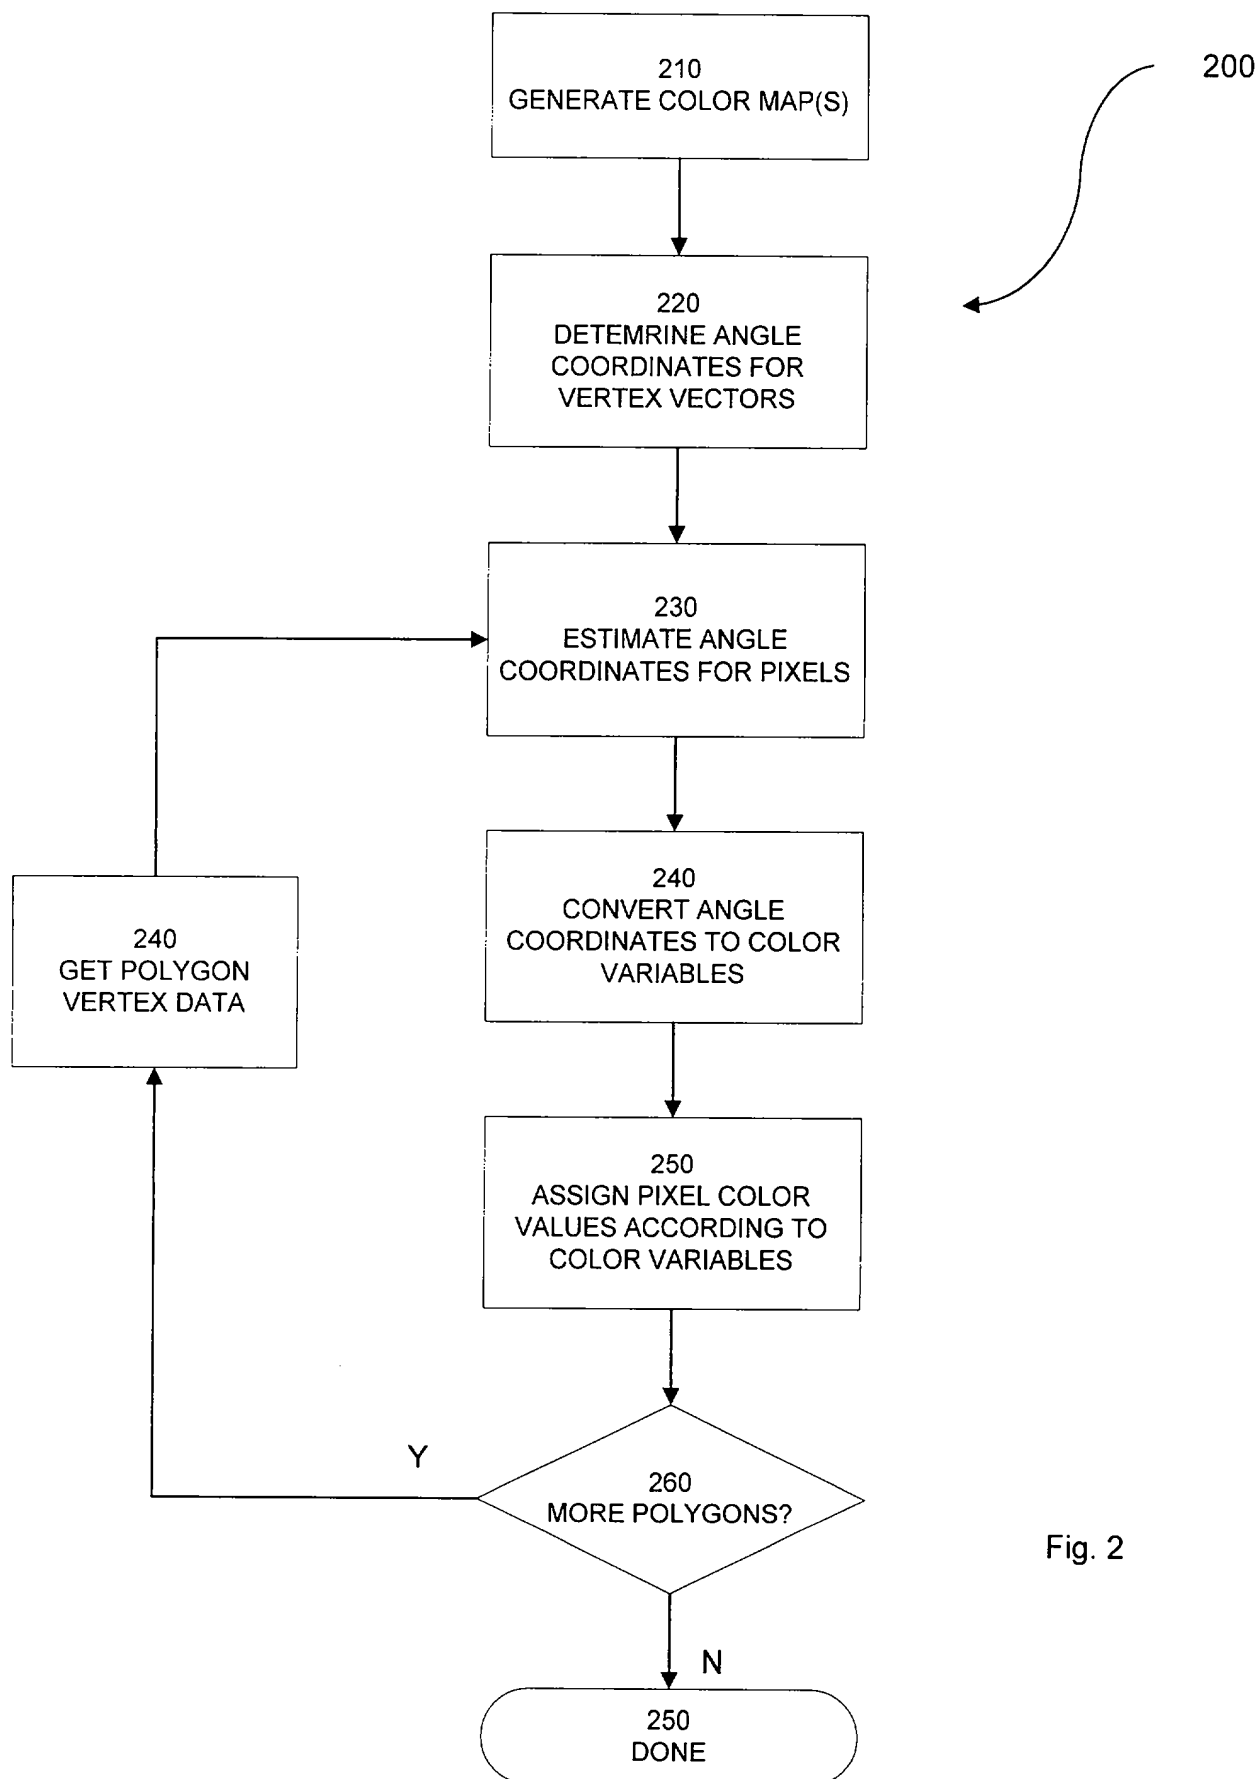 210
GENERATE COLOR MAP(S)
200
220
DETEMRINE ANGLE
COORDINATES FOR
VERTEX VECTORS
230
ESTIMATE ANGLE
COORDINATES FOR PIXELS
240
CONVERT ANGLE
COORDINATES TO COLOR
VARIABLES
240
GET POLYGON
VERTEX DATA
250
ASSIGN PIXEL COLOR
VALUES ACCORDING TO
COLOR VARIABLES
Y
260
MORE POLYGONS?
Fig. 2
N
250
DONE